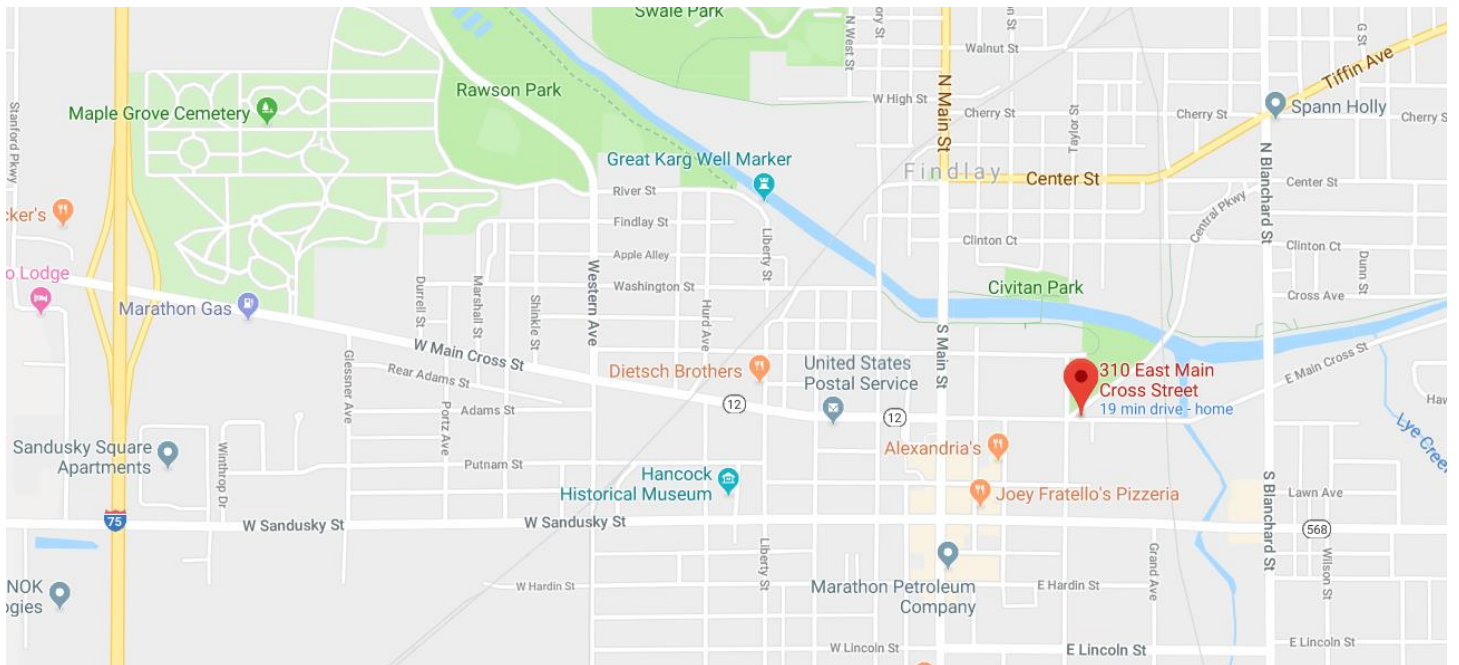 Swale Park
N West St
ory St
Walnut St
G St
Tiffin Ave
Stanford Pkwy
Rawson Park
N Main St
W High St
Maple Grove Cemetery
Cherry St
Taylor St
Cherry St
Spann Holly
Cherry S
Great Karg Well Marker
Findlay
N Blanchard St
River St
Center St
Center St
cker's
Findlay St
Liberty St
Central Pkwy
Clinton Ct
Clinton Ct
Apple Alley
Dunn St
o Lodge
Durrell St
Marshall St
Western Ave
Washington St
Civitan Park
Cross Ave
Marathon Gas
Shinkle St
Hurd Ave
S Main St
W Main Cross St
Glessner Ave
Rear Adams St
Dietsch Brothers
United States
Postal Service
310 East Main
Cross Street
19 min drive - home
E Main Cross St
Haw
12
12
Adams St
Portz Ave
Lye Creek
Sandusky Square
Apartments
Winthrop Dr
Putnam St
Alexandria's
Hancock
Historical Museum
Joey Fratello's Pizzeria
Lawn Ave
S Blanchard St
75
W Sandusky St
W Sandusky St
568
Liberty St
Grand Ave
Wilson St
NOK
ogies
W Hardin St
Marathon Petroleum
Company
E Hardin St
W Lincoln St
E Lincoln St
E Lincoln St